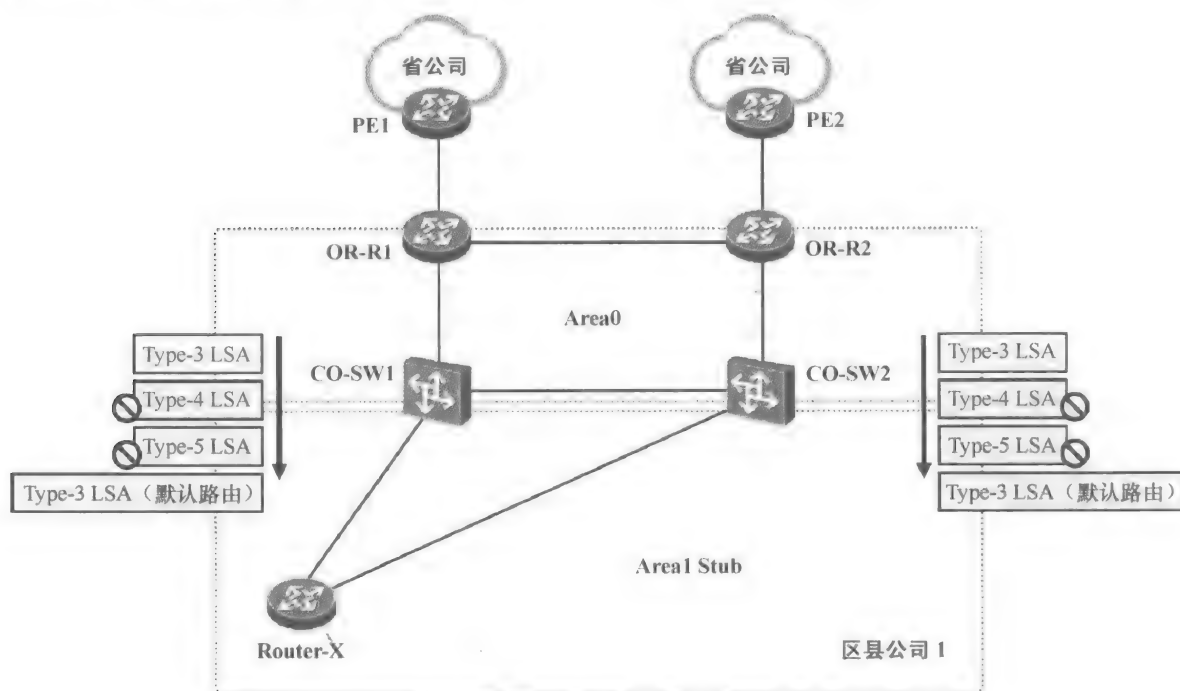 省公司
省公司
PE1
PE2
OR-R1
OR-R2
Area0
Type-3 LSA
CO-SW1
CO-SW2
Type-3 LSA
Type-4 LSA
Type-4 LSA
Type-5 LSA
Type-5 LSA
Type-3 LSA（默认路由）
Type-3 LSA（默认路由）
Area1 Stub
Router-X
区县公司 1